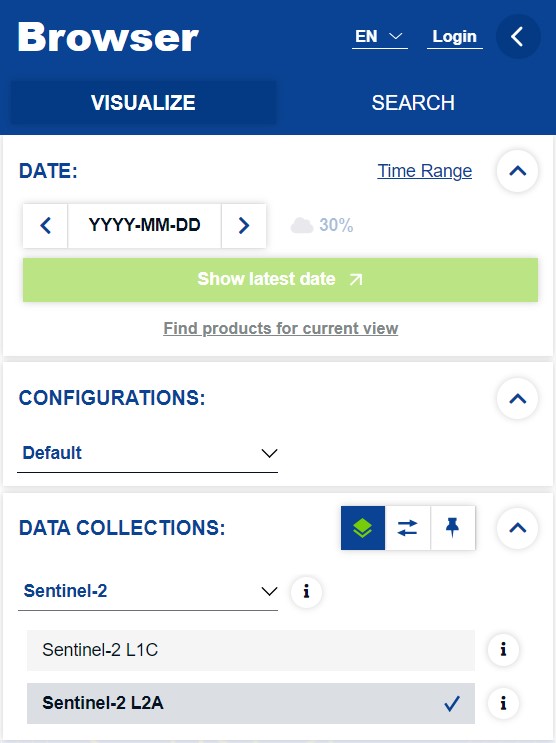 Browser
EN
Login
VISUALIZE
SEARCH
DATE:
Time Range
YYYY-MM-DD
30%
Show latest date
Find products for current view
CONFIGURATIONS:
Default
DATA COLLECTIONS:
Sentinel-2
Sentinel-2 L1C
Sentinel-2 L2A